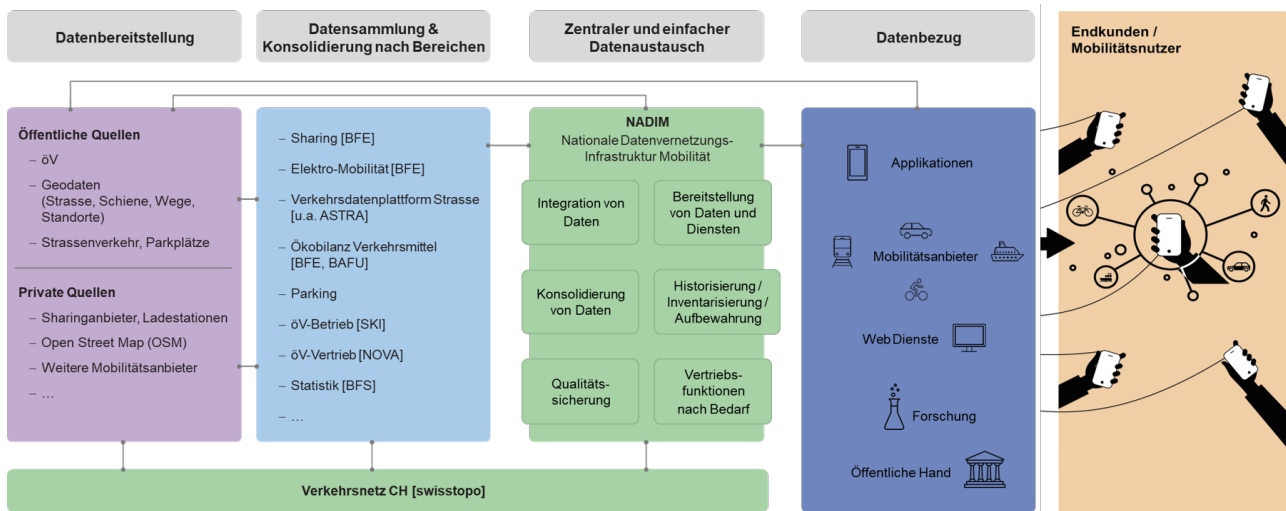 Datenbereitstellung
Datensammlung &
Konsolidierung nach Bereichen
Zentraler und einfacher
Datenaustausch
Datenbezug
Endkunden /
Mobilitätsnutzer
Öffentliche Quellen
– öV
– Geodaten
(Strasse, Schiene, Wege,
Standorte)
– Strassenverkehr, Parkplätze
Private Quellen
– Sharinganbieter, Ladestationen
– Open Street Map (OSM)
– Weitere Mobilitätsanbieter
– …
– Sharing [BFE]
– Elektro-Mobilität [BFE]
– Verkehrsdatenplattform Strasse
[u.a. ASTRA]
– Ökobilanz Verkehrsmittel
[BFE, BAFU]
– Parking
– öV-Betrieb [SKI]
– öV-Vertrieb [NOVA]
– Statistik [BFS]
– …
NADIM
Nationale Datenvernetzungs-
Infrastruktur Mobilität
Integration von
Daten
Bereitstellung
von Daten und
Diensten
Konsolidierung
von Daten
Historisierung /
Inventarisierung /
Aufbewahrung
Qualitäts-
sicherung
Vertriebs-
funktionen
nach Bedarf
Applikationen
Mobilitätsanbieter
Web Dienste
Forschung
Öffentliche Hand
Verkehrsnetz CH [swisstopo]